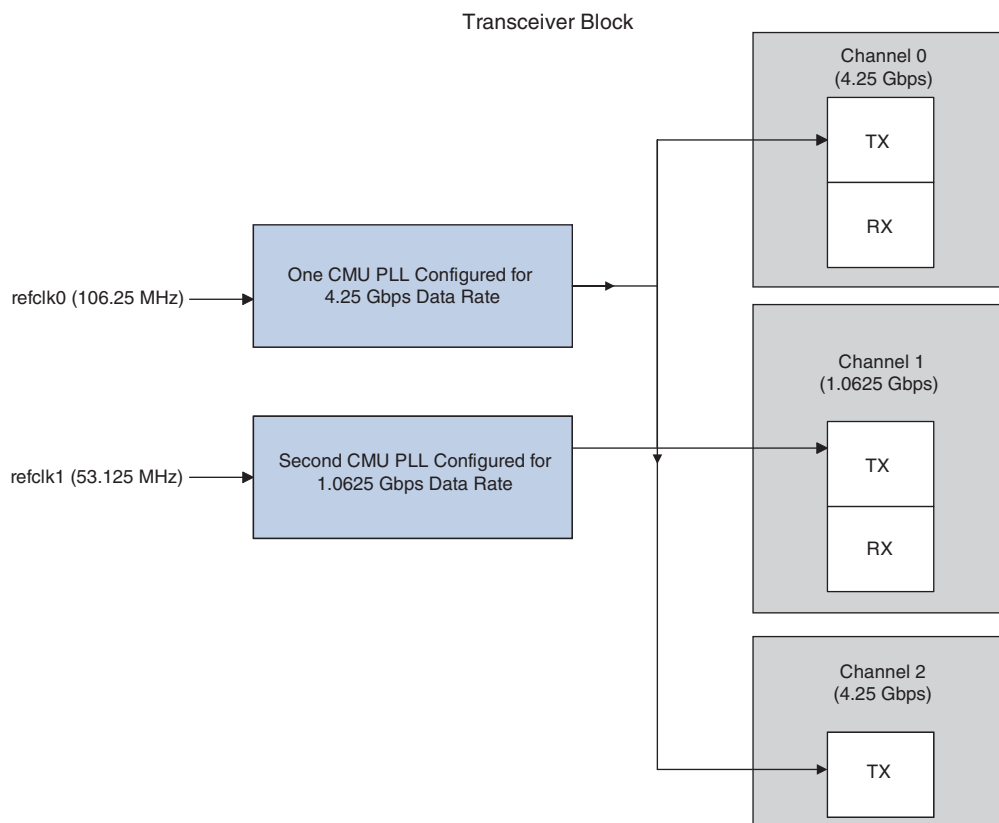 Transceiver Block
Channel 0
(4.25 Gbps)
TX
RX
One CMU PLL Configured for
4.25 Gbps Data Rate
refclk0 (106.25 MHz)
Channel 1
(1.0625 Gbps)
TX
RX
Second CMU PLL Configured for
1.0625 Gbps Data Rate
refclk1 (53.125 MHz)
Channel 2
(4.25 Gbps)
TX